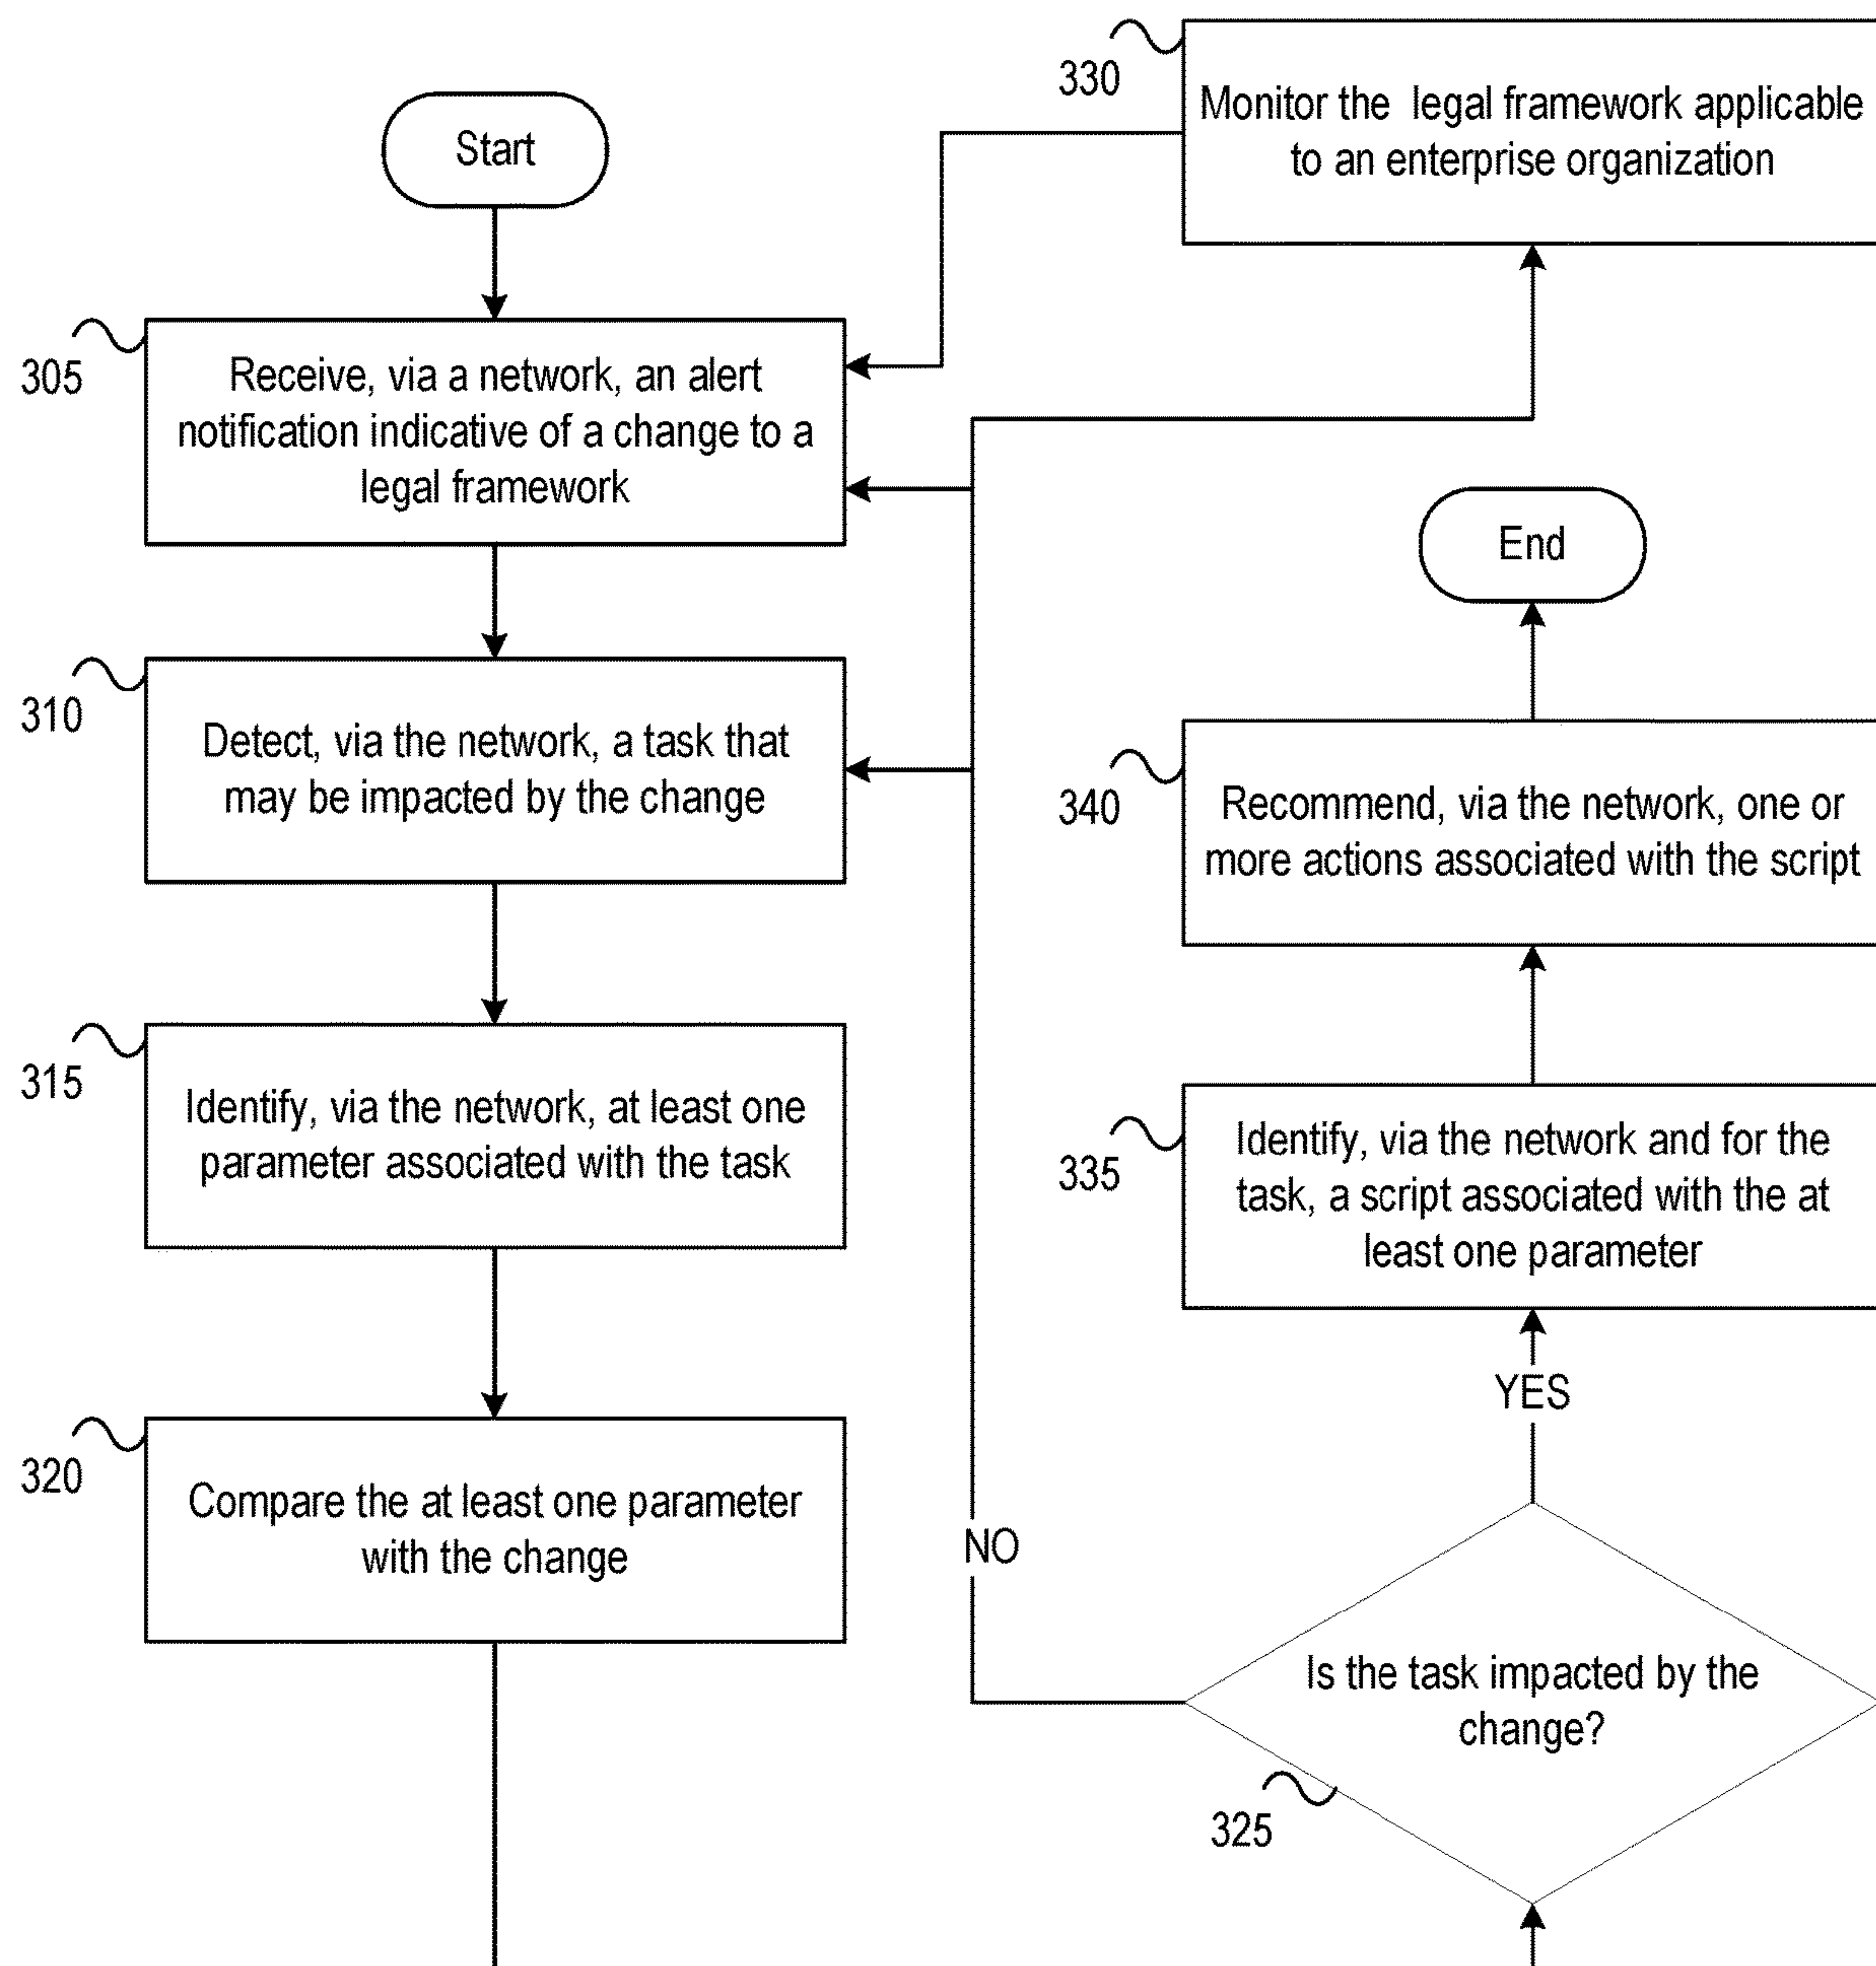 Start
305
Receive, via a network, an alert
notification indicative of a change to a
legal framework
310
Detect, via the network, a task that
may be impacted by the change
315
Identify, via the network, at least one
parameter associated with the task
320
Compare the at least one parameter
with the change
330
Monitor the legal framework applicable
to an enterprise organization
End
340
Recommend, via the network, one or
more actions associated with the script
335
Identify, via the network and for the
task, a script associated with the at
least one parameter
YES
NO
Is the task impacted by the
change?
325